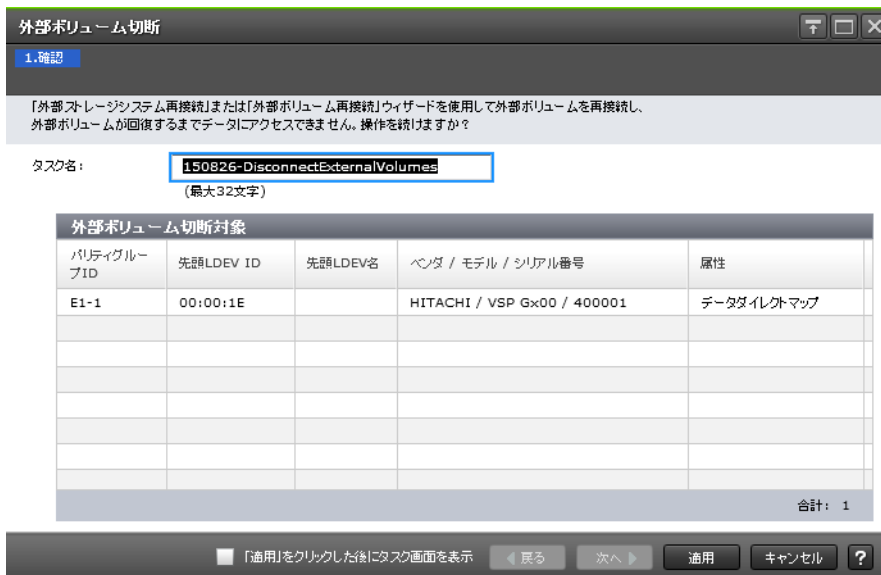 外部ボリューム切断
1.確認
「外部ストレージシステム再接続」または「外部ボリューム再接続」ウィザードを使用して外部ボリュームを再接続し、
外部ボリュームが回復するまでデータにアクセスできません。操作を続けますか？
タスク名: 150826-DisconnectExternalVolumes
(最大32文字)
外部ボリューム切断対象
パリティグルー
プID
先頭LDEV ID
先頭LDEV名
ベンダ / モデル / シリアル番号
属性
E1-1 00:00:1E HITACHI / VSP Gx00 / 400001 データダイレクトマップ
合計: 1
「適用」をクリックした後にタスク画面を表示 戻る 次へ 適用 キャンセル ?